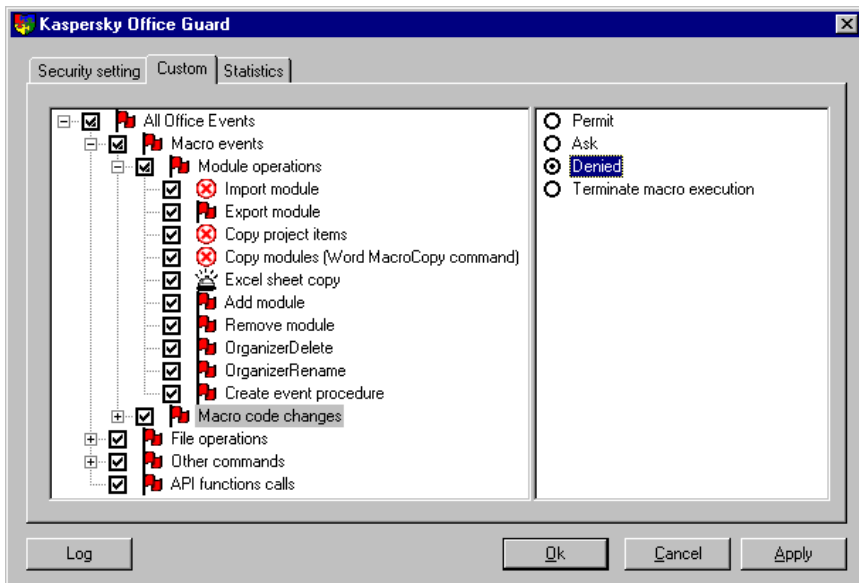 Kaspersky Office Guard
Security setting Custom Statistics
All Office Events
Macro events
Module operations
Import module
Export module
Copy project items
Copy modules (Word MacroCopy command)
Excel sheet copy
Add module
Remove module
OrganizerDelete
OrganizerRename
Create event procedure
Macro code changes
File operations
Other commands
API functions calls
Permit
Ask
Denied
Terminate macro execution
Log Ok Cancel Apply